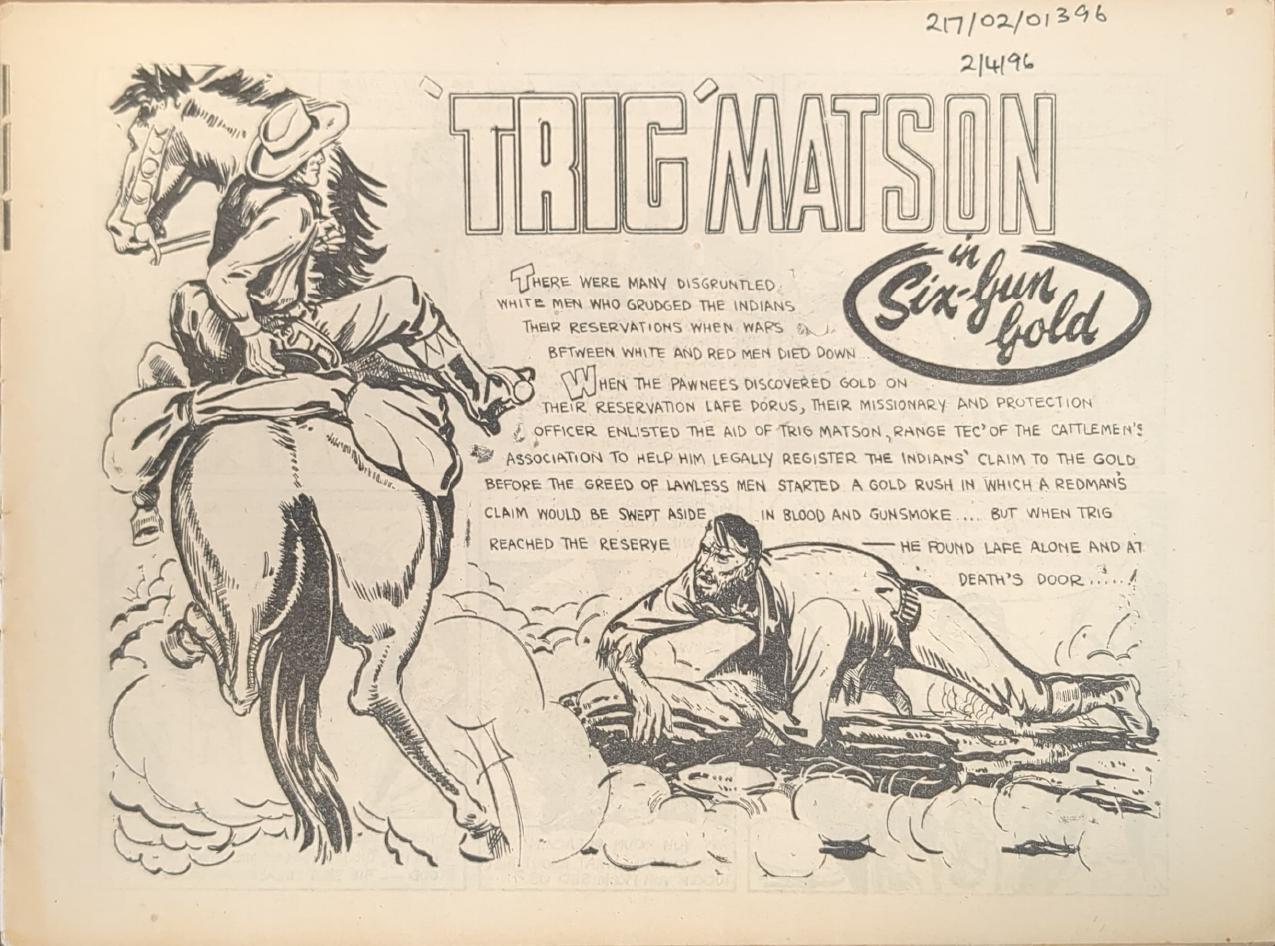 217/02/01396
2/4/96
'TRIG' MATSON
in
Six-Gun
Gold
THERE WERE MANY DISGRUNTLED
WHITE MEN WHO GRUDGED THE INDIANS
THEIR RESERVATIONS WHEN WARS
BETWEEN WHITE AND RED MEN DIED DOWN..
WHEN THE PAWNEES DISCOVERED GOLD ON
THEIR RESERVATION LAFE DORUS, THEIR MISSIONARY AND PROTECTION
OFFICER ENLISTED THE AID OF TRIG MATSON, RANGE TEC' OF THE CATTLEMEN'S
ASSOCIATION TO HELP HIM LEGALLY REGISTER THE INDIANS' CLAIM TO THE GOLD
BEFORE THE GREED OF LAWLESS MEN STARTED A GOLD RUSH IN WHICH A REDMAN'S
CLAIM WOULD BE SWEPT ASIDE IN BLOOD AND GUNSMOKE .... BUT WHEN TRIG
REACHED THE RESERVE — HE FOUND LAFE ALONE AND AT
DEATH'S DOOR ......